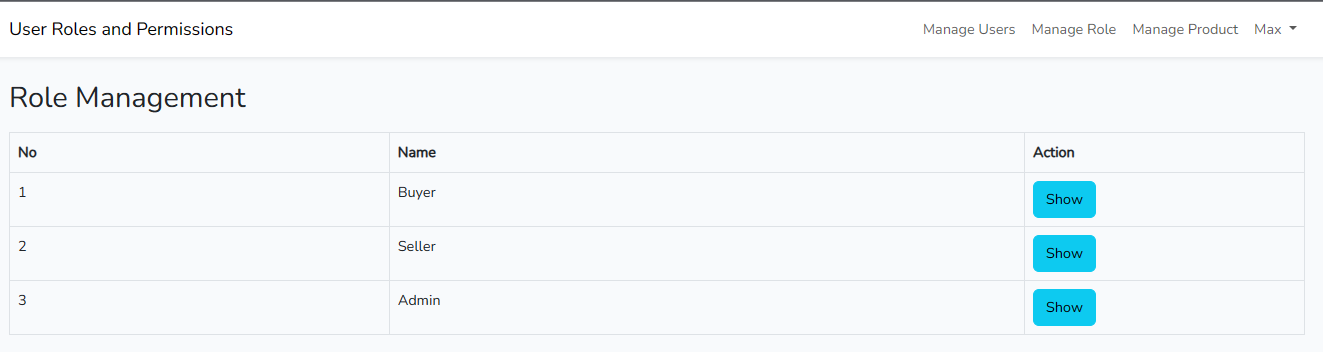 User Roles and Permissions Manage Users Manage Role Manage Product Max
Role Management
No Name Action
1 Buyer Show
2 Seller Show
3 Admin Show